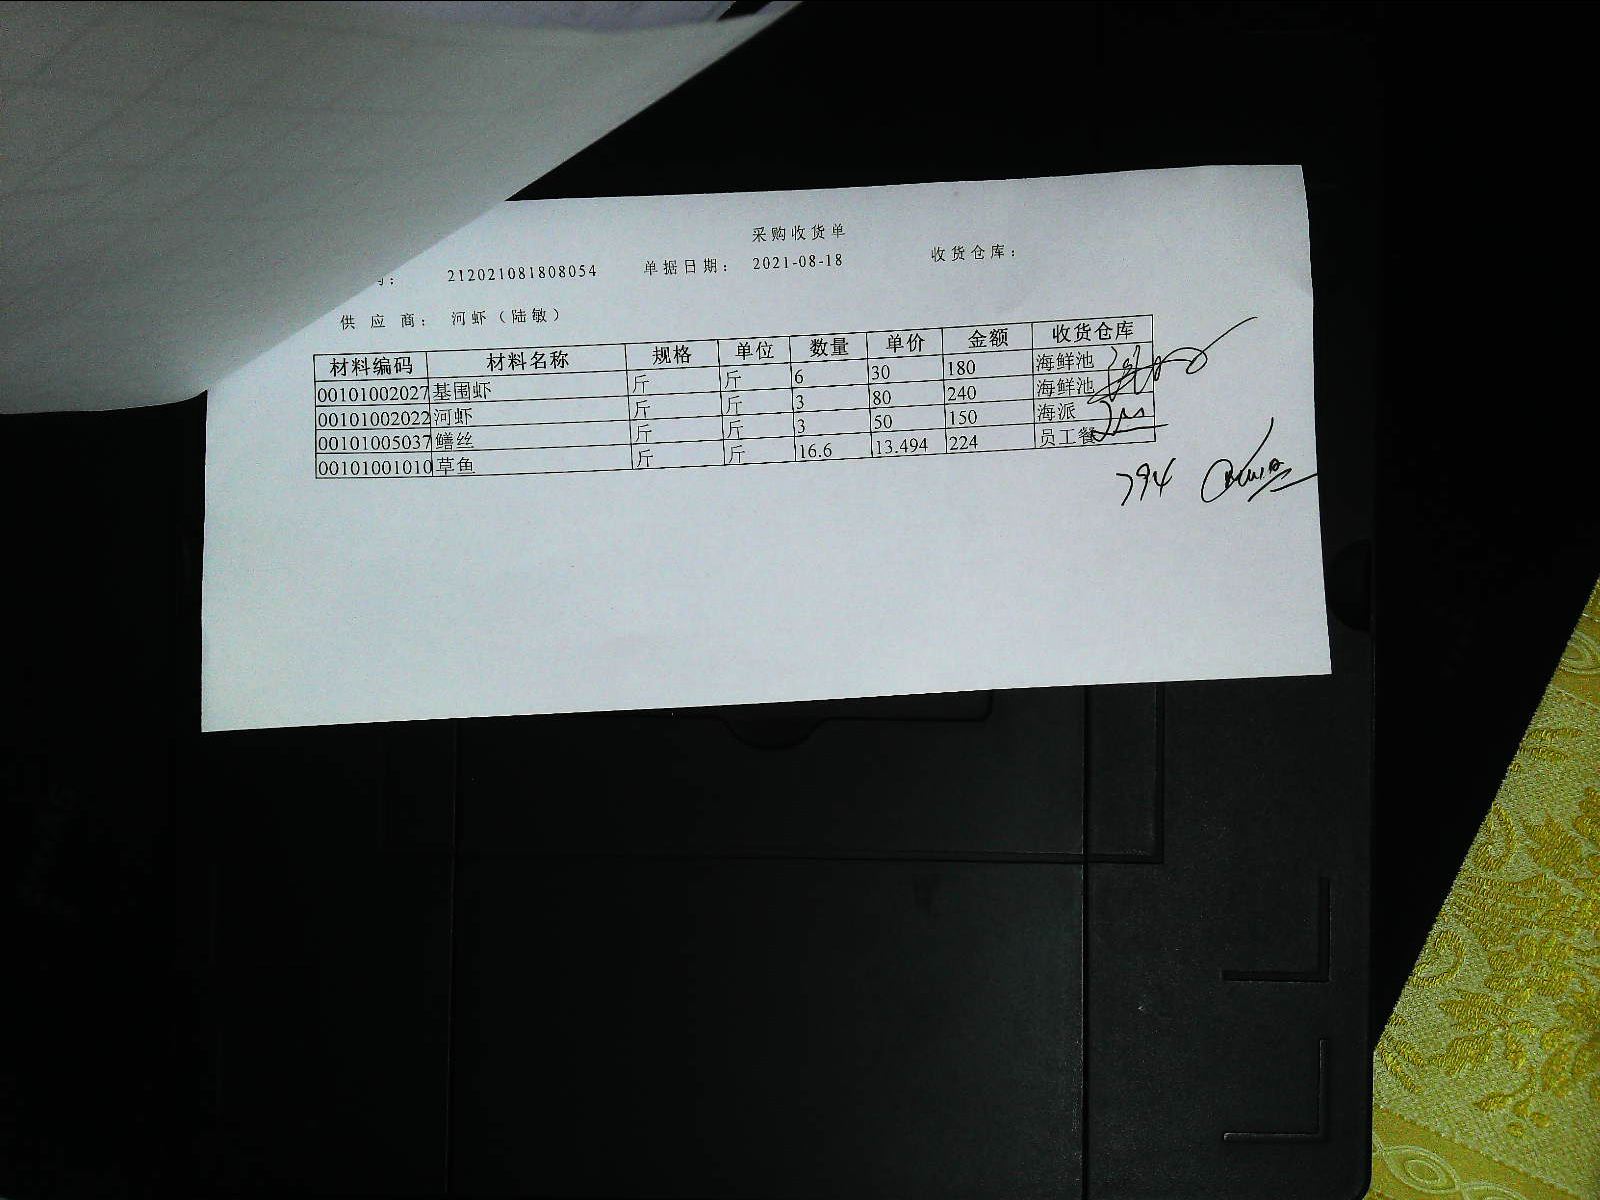 采购收货单
号： 212021081808054 单据日期： 2021-08-18 收货仓库：
供应商： 河虾（陆敏）
材料编码 材料名称 规格 单位 数量 单价 金额 收货仓库
00101002027 基围虾 斤 斤 6 30 180 海鲜池
00101002022 河虾 斤 斤 3 80 240 海鲜池
00101005037 鳝丝 斤 斤 3 50 150 海派
00101001010 草鱼 斤 斤 16.6 13.494 224 员工餐
794